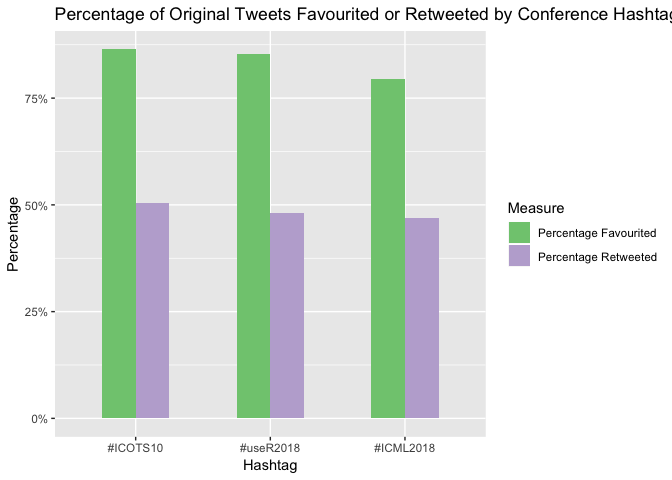 Percentage of Original Tweets Favourited or Retweeted by Conference Hashtag
Percentage
75%
50%
25%
0%
#ICOTS10 #useR2018 #ICML2018
Hashtag
Measure
Percentage Favourited
Percentage Retweeted